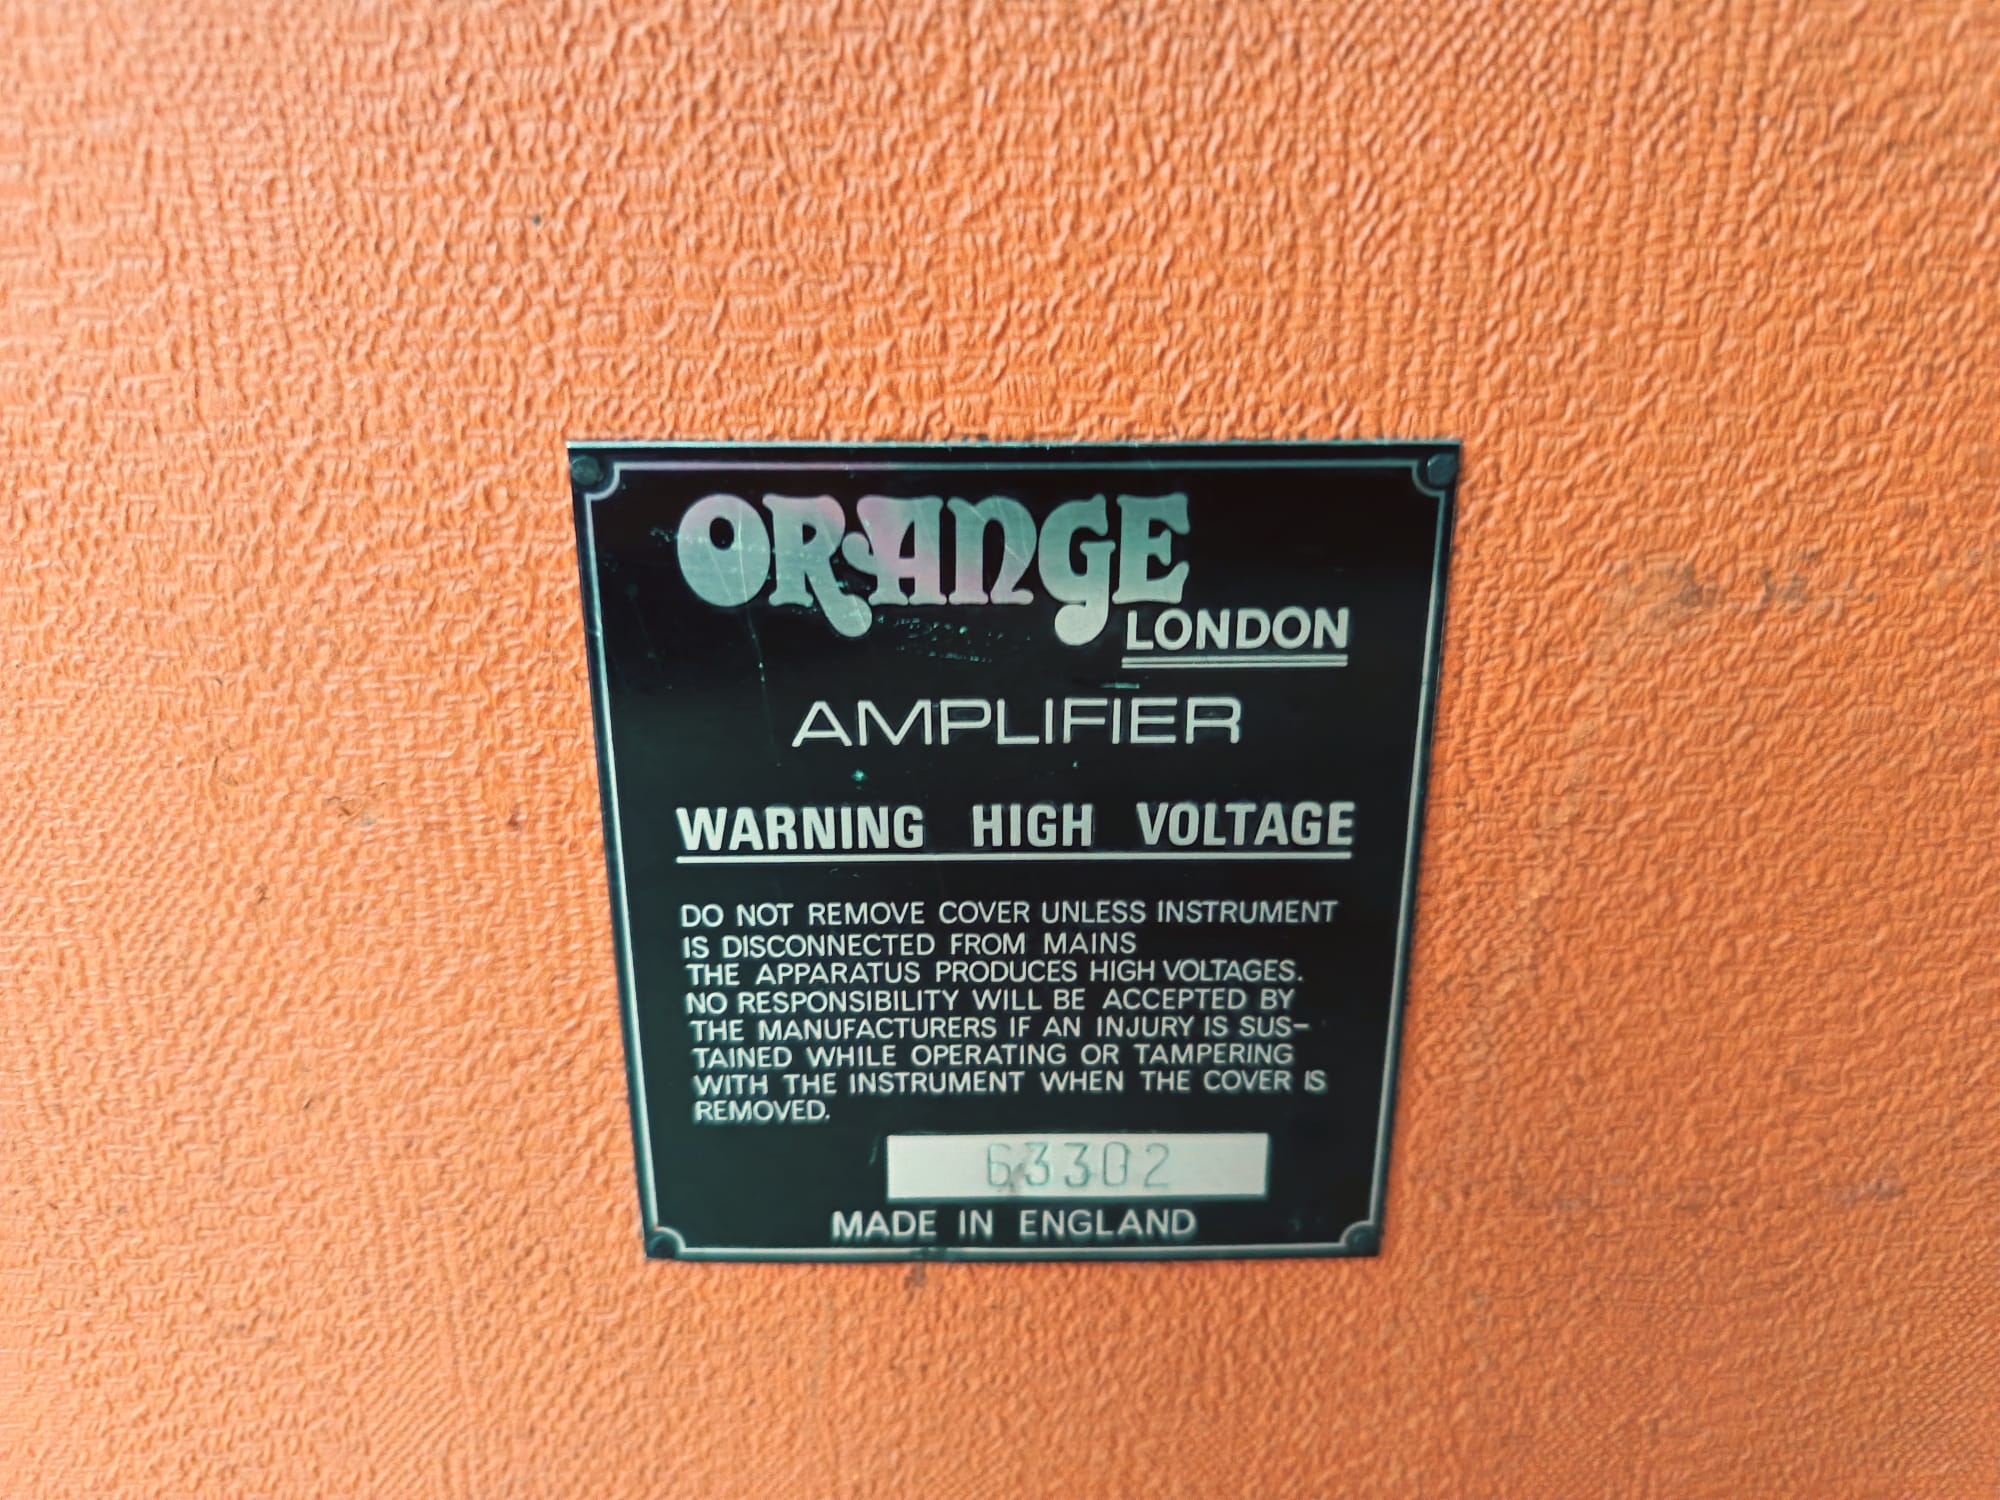 ORANGE
LONDON
AMPLIFIER
WARNING HIGH VOLTAGE
DO NOT REMOVE COVER UNLESS INSTRUMENT
IS DISCONNECTED FROM MAINS
THE APPARATUS PRODUCES HIGH VOLTAGES.
NO RESPONSIBILITY WILL BE ACCEPTED BY
THE MANUFACTURERS IF AN INJURY IS SUS–
TAINED WHILE OPERATING OR TAMPERING
WITH THE INSTRUMENT WHEN THE COVER IS
REMOVED.
63302
MADE IN ENGLAND